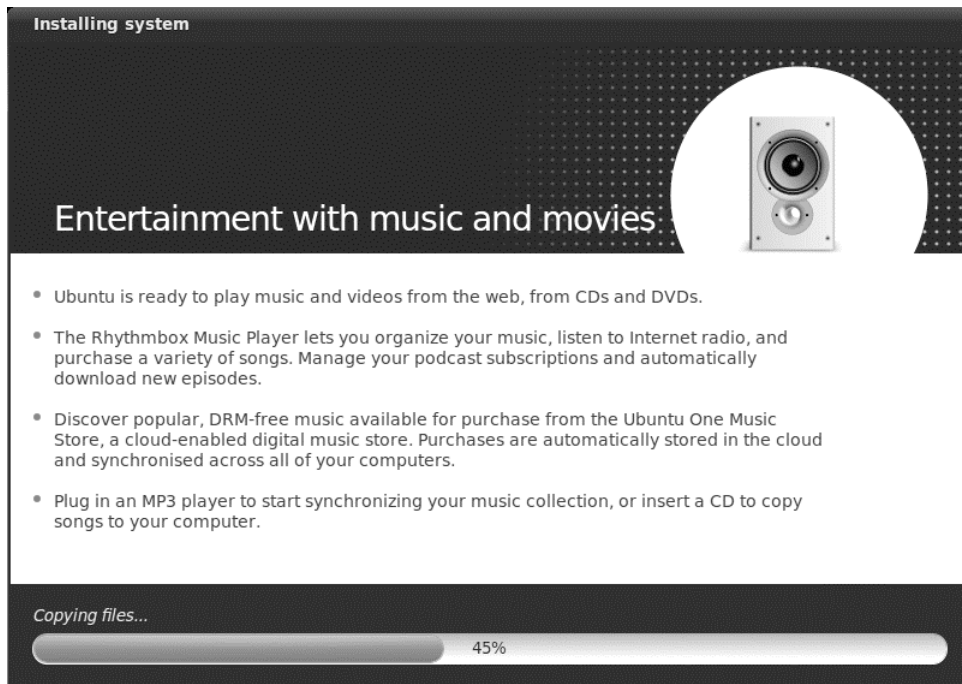 Installing system
Entertainment with music and movies
Ubuntu is ready to play music and videos from the web, from CDs and DVDs.
The Rhythmbox Music Player lets you organize your music, listen to Internet radio, and
purchase a variety of songs. Manage your podcast subscriptions and automatically
download new episodes.
Discover popular, DRM-free music available for purchase from the Ubuntu One Music
Store, a cloud-enabled digital music store. Purchases are automatically stored in the cloud
and synchronised across all of your computers.
Plug in an MP3 player to start synchronizing your music collection, or insert a CD to copy
songs to your computer.
Copying files...
45%